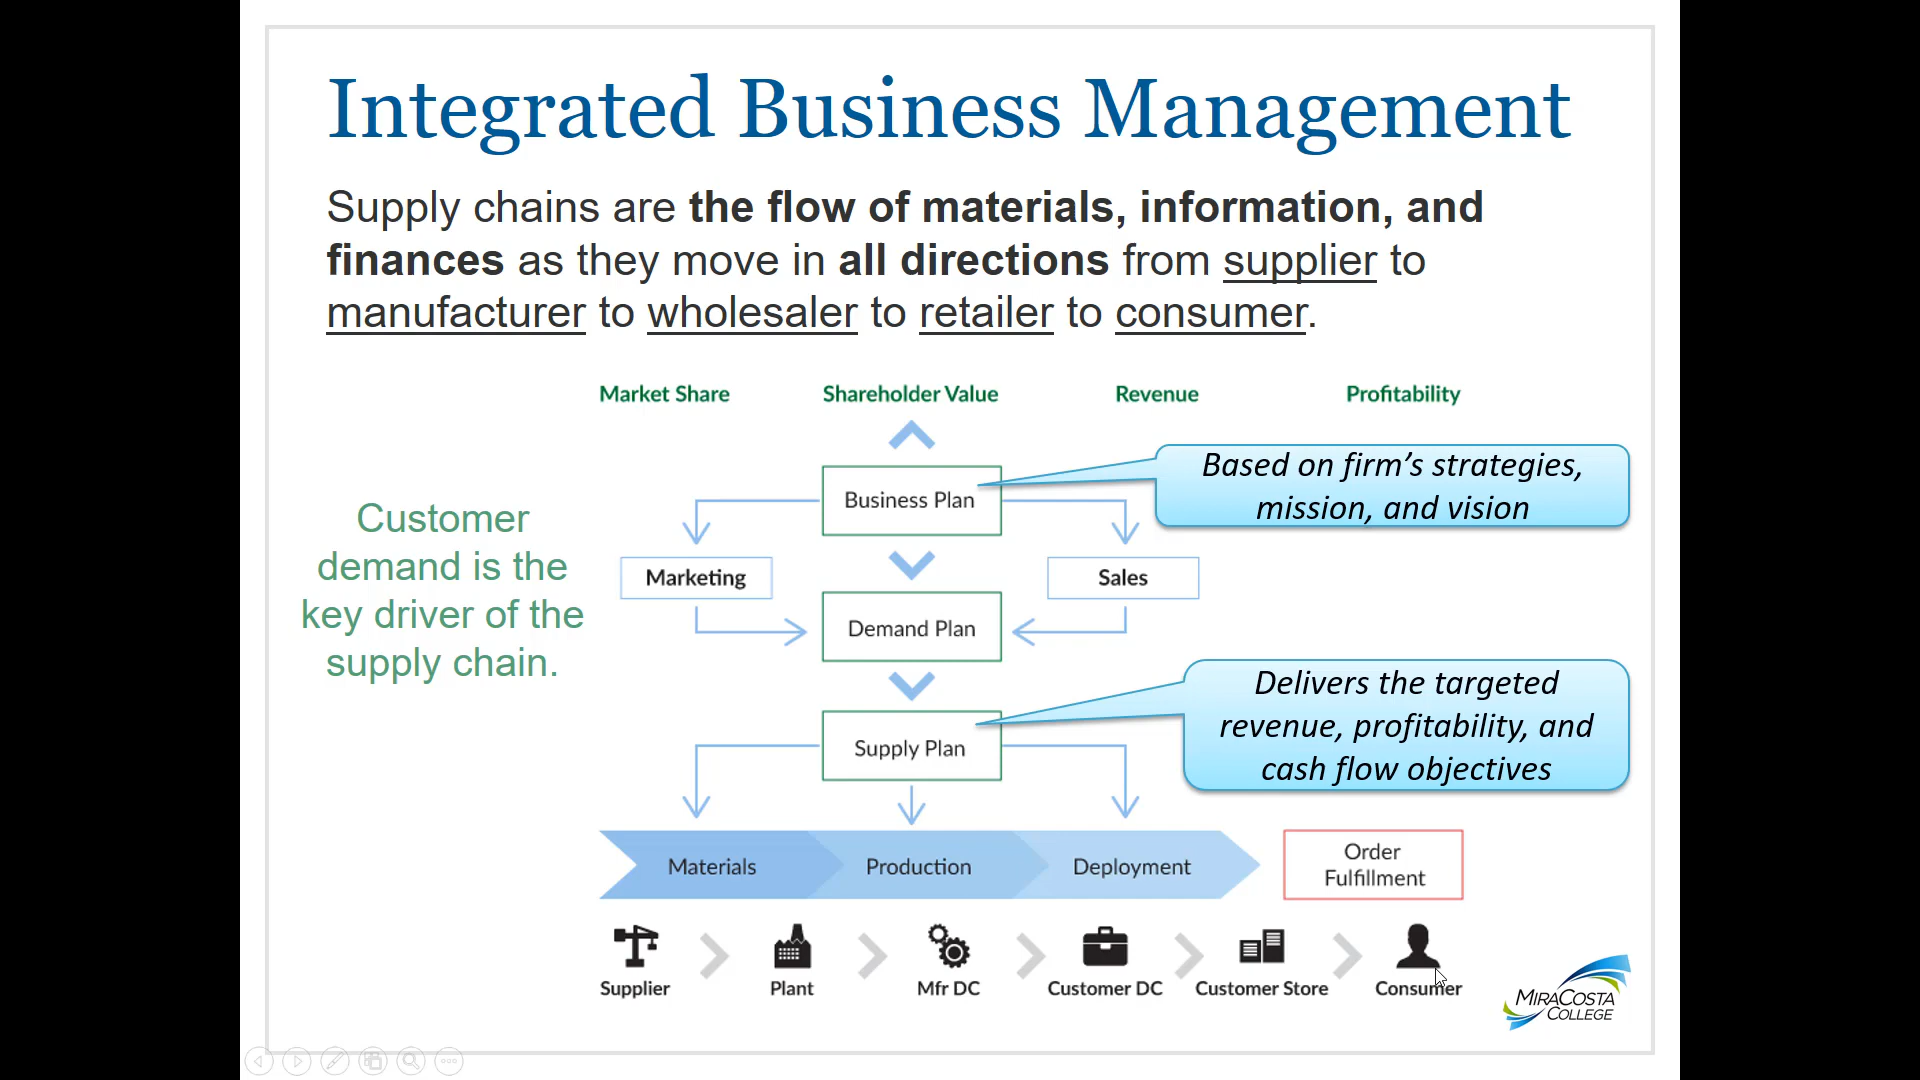 Integrated Business Management
Supply chains are the flow of materials, information, and
finances as they move in all directions from supplier to
manufacturer to wholesaler to retailer to consumer.
Market Share
Shareholder Value
Revenue
Profitability
Customer
demand is the
key driver of the
supply chain.
Business Plan
Based on firm's strategies,
mission, and vision
Marketing
Sales
Demand Plan
Supply Plan
Delivers the targeted
revenue, profitability, and
cash flow objectives
Materials
Production
Deployment
Order
Fulfillment
Supplier
Plant
Mfr DC
Customer DC
Customer Store
Consumer
MIRACOSTA
COLLEGE